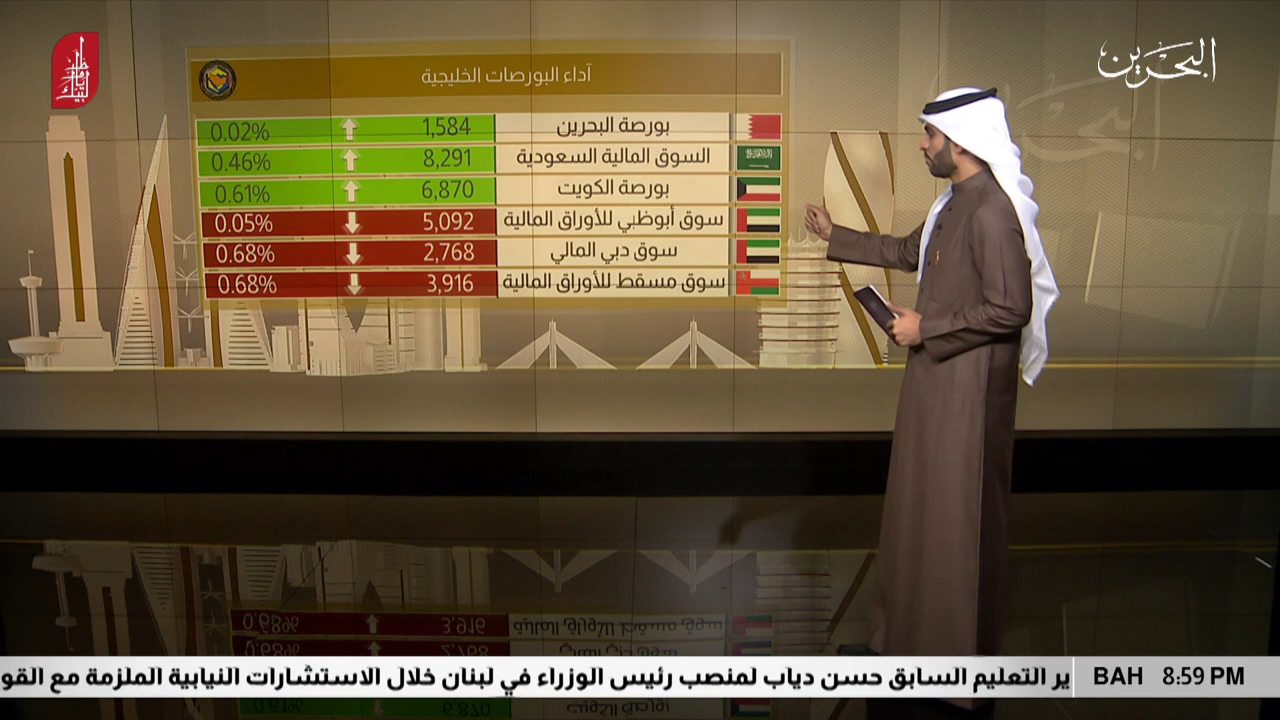 البحرين
آداء البورصات الخليجية
بورصة البحرين 1,584 0.02%
السوق المالية السعودية 8,291 0.46%
بورصة الكويت 6,870 0.61%
سوق أبوظبي للأوراق المالية 5,092 0.05%
سوق دبي المالي 2,768 0.68%
سوق مسقط للأوراق المالية 3,916 0.68%
BAH 8:59 PM
ير التعليم السابق حسن دياب لمنصب رئيس الوزراء في لبنان خلال الاستشارات النيابية الملزمة مع القو